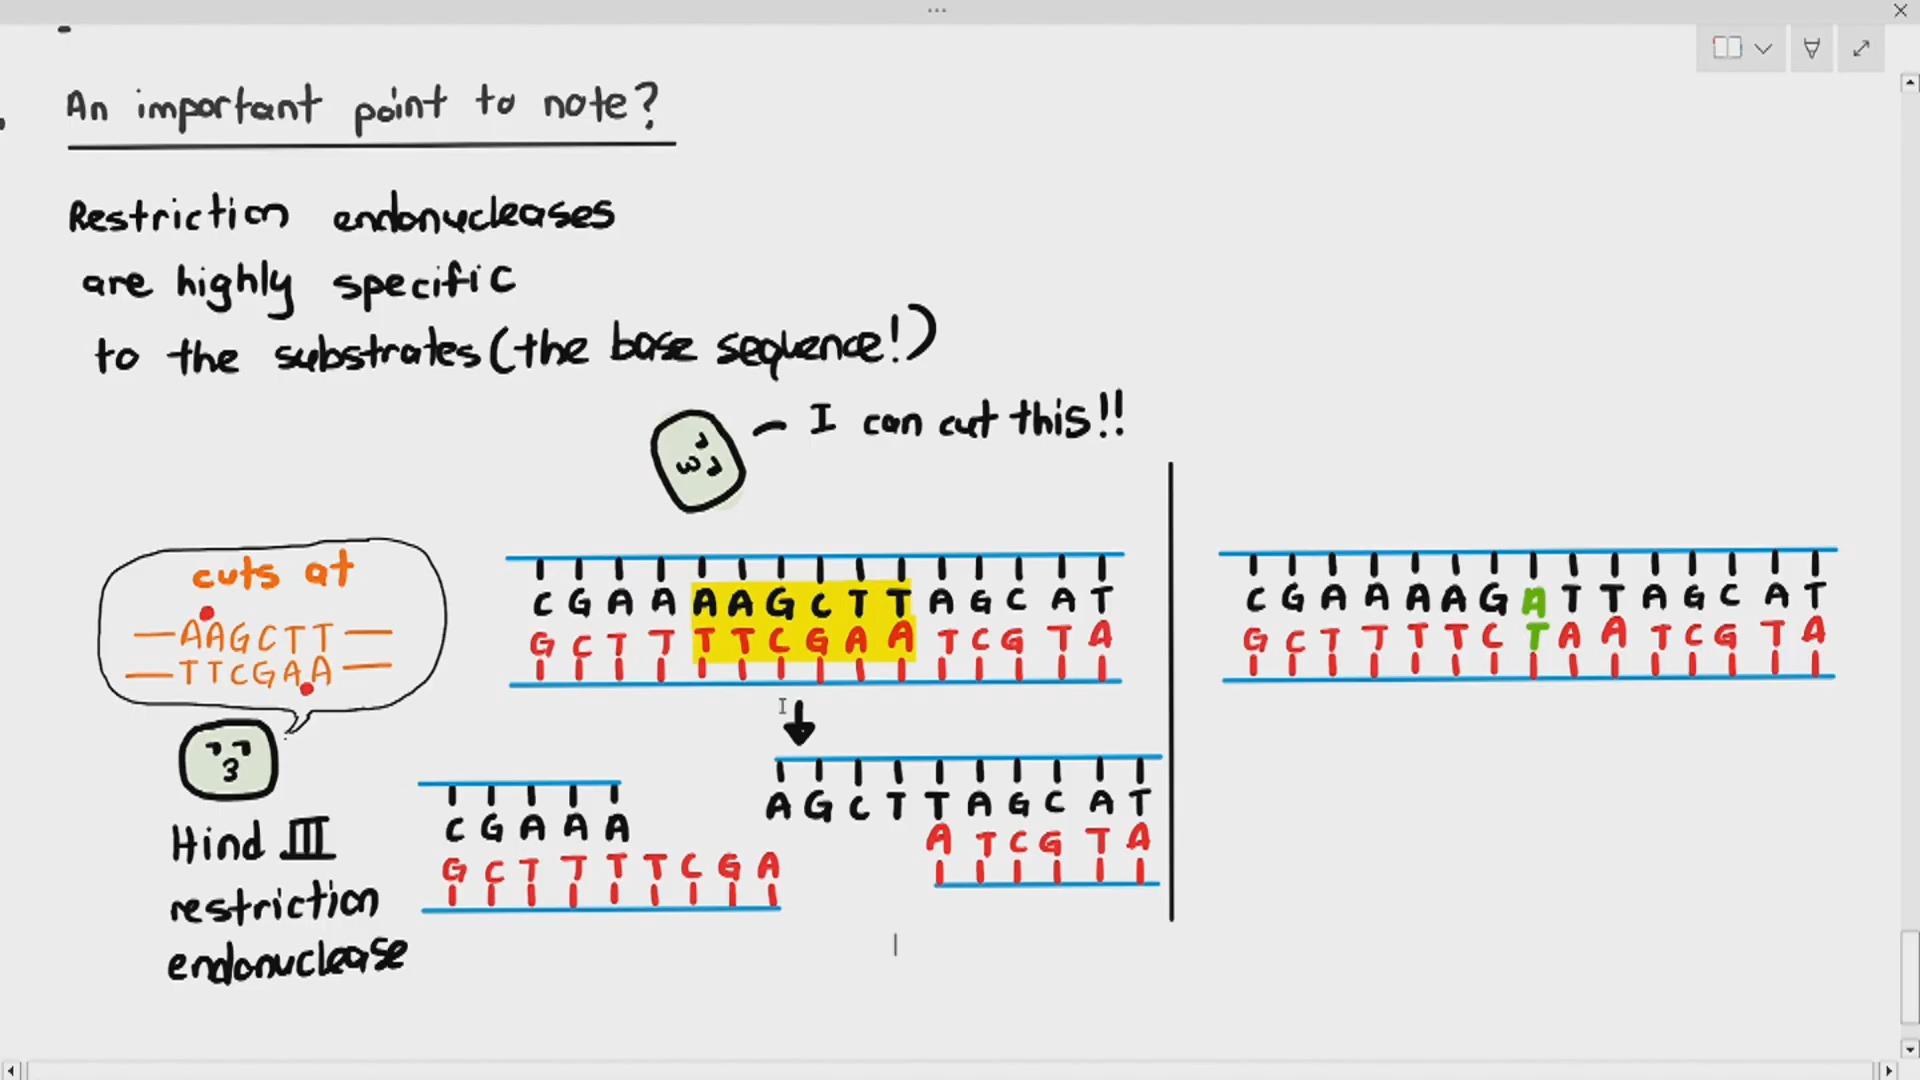 An important point to note?
Restriction endonucleases
are highly specific
to the substrates (the base sequence!)
I can cut this!!
cuts at
AAGCTT
TTCGAA
Hind III
restriction
endonuclease
C G A A A A G C T T A G C A T
G C T T T T C G A A T C G T A
C G A A A
G C T T T T C G A
A G C T T A G C A T
A T C G T A
C G A A A A G A T T A G C A T
G C T T T T C T A A T C G T A